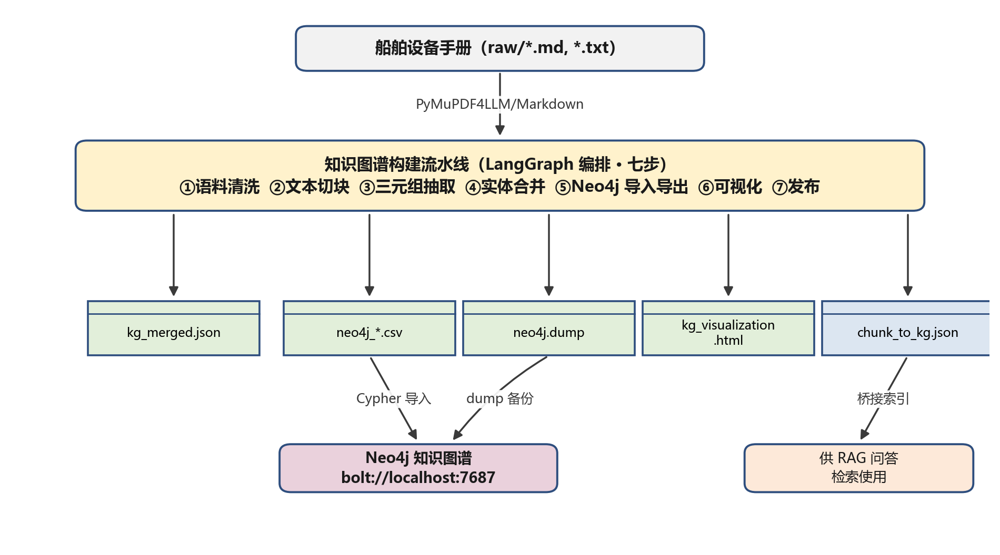 船舶设备手册（raw/*.md, *.txt）
PyMuPDF4LLM/Markdown
知识图谱构建流水线（LangGraph 编排 · 七步）
①语料清洗 ②文本切块 ③三元组抽取 ④实体合并 ⑤Neo4j 导入导出 ⑥可视化 ⑦发布
kg_merged.json
neo4j_*.csv
neo4j.dump
kg_visualization
.html
chunk_to_kg.json
Cypher 导入
dump 备份
桥接索引
Neo4j 知识图谱
bolt://localhost:7687
供 RAG 问答
检索使用